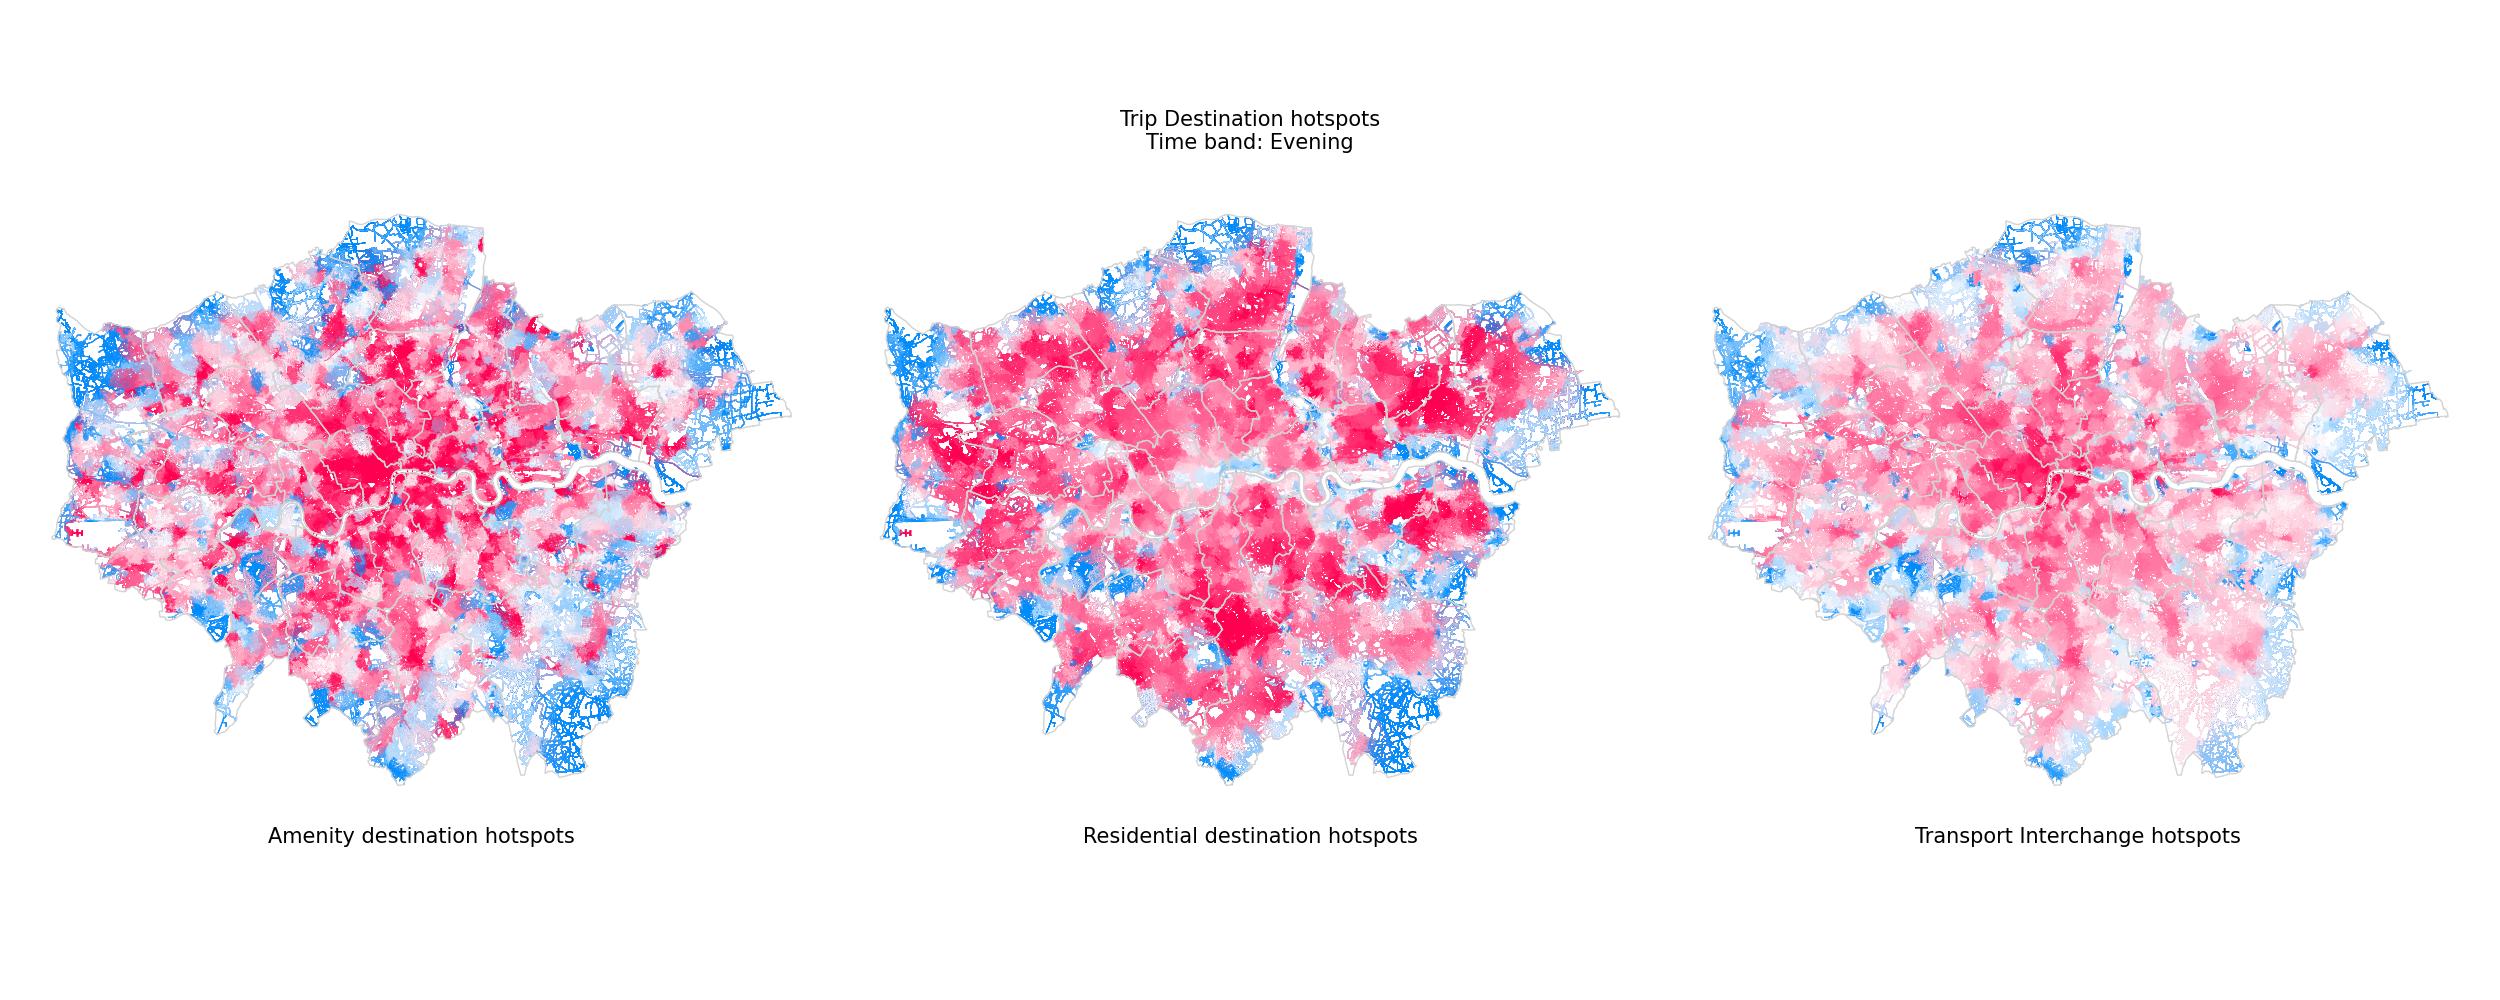 Trip Destination hotspots
Time band: Evening
Amenity destination hotspots
Residential destination hotspots
Transport Interchange hotspots